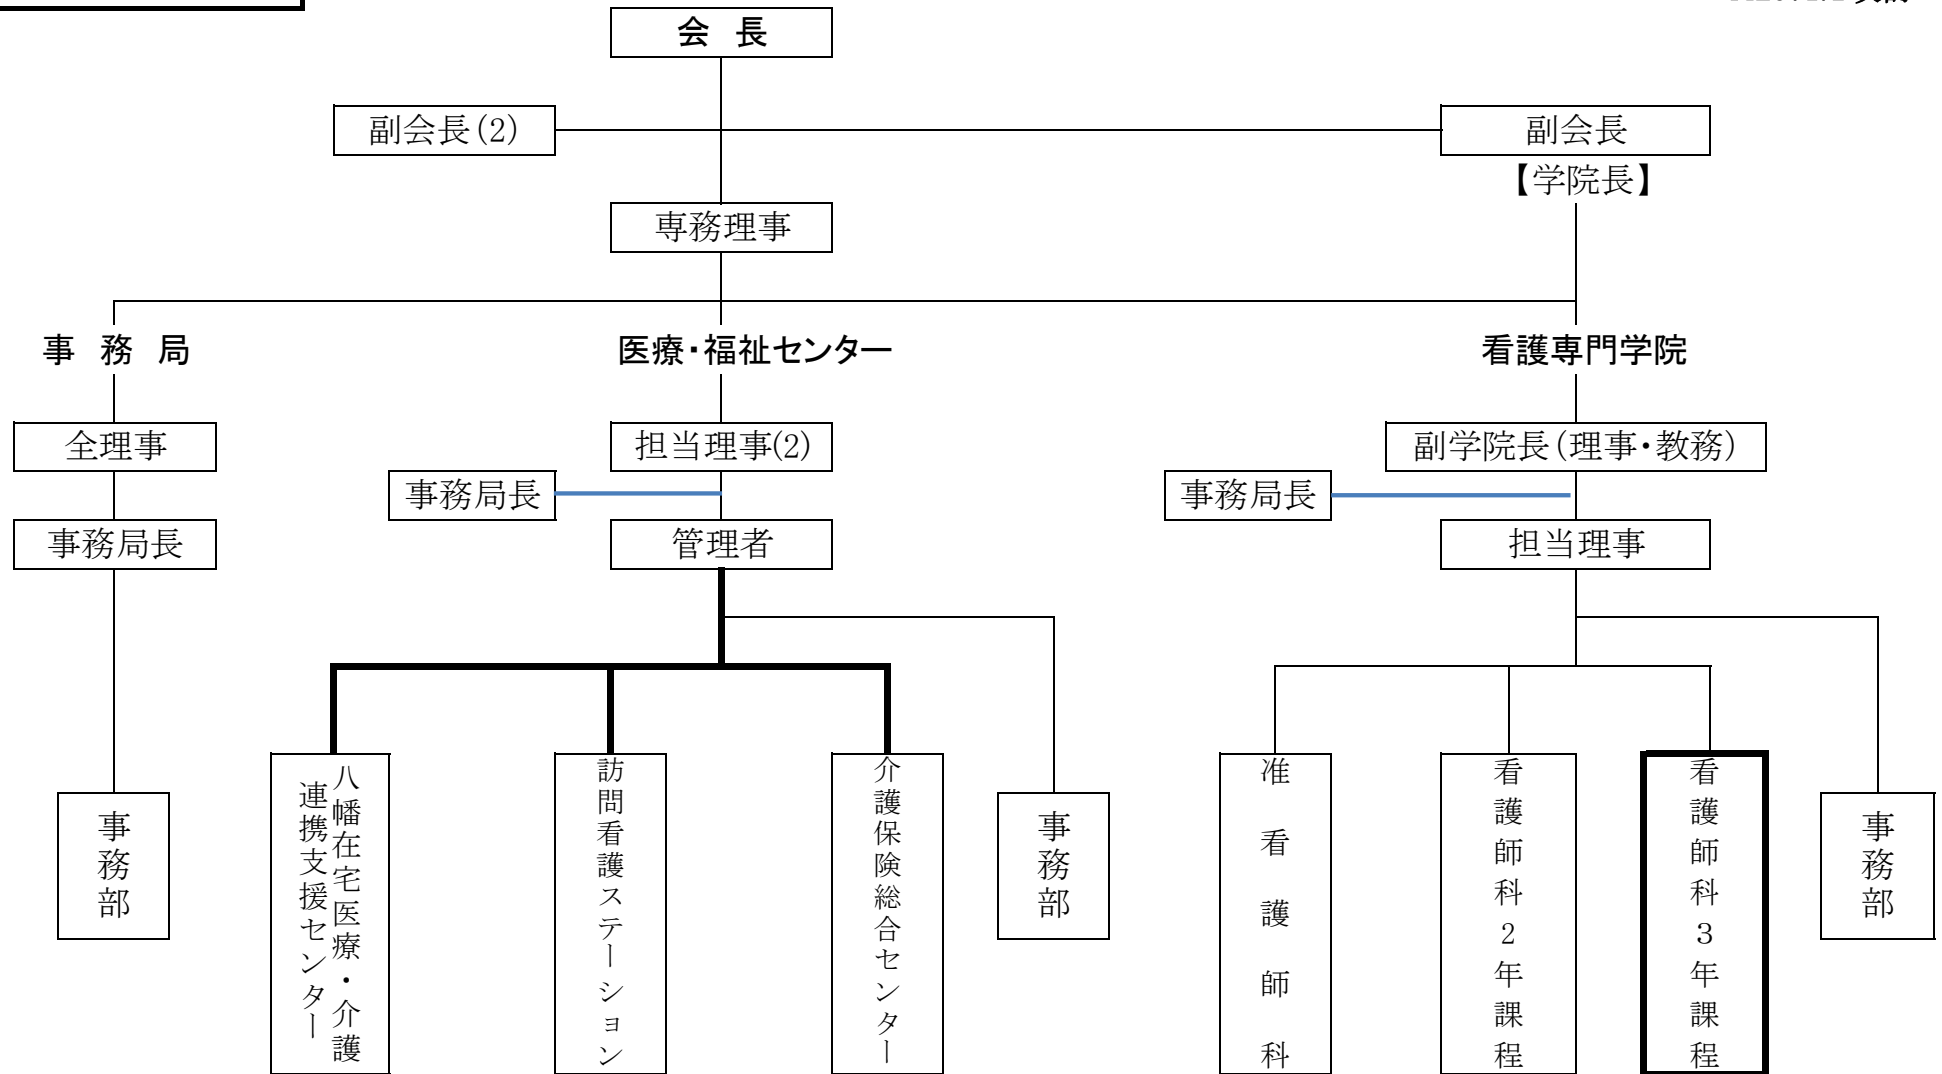 会 長
副会長(2)
副会長
【学院長】
専務理事
事 務 局
医療・福祉センター
看護専門学院
全理事
担当理事(2)
副学院長(理事・教務)
事務局長
事務局長
事務局長
管理者
担当理事
事務部
八幡在宅医療・介護
連携支援センター
訪問看護ステーション
介護保険総合センター
事務部
准看護師科
看護師科2年課程
看護師科3年課程
事務部